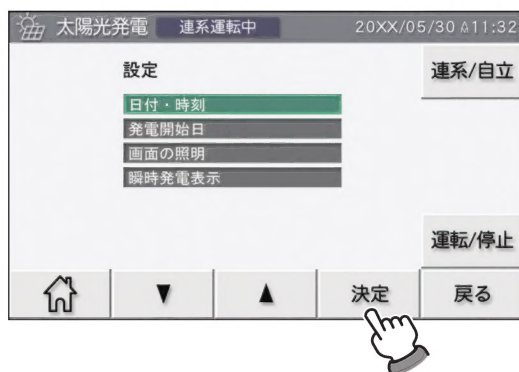 太陽光発電 連系運転中 20XX/05/30 11:32
設定
連系/自立
日付・時刻
発電開始日
画面の照明
瞬時発電表示
運転/停止
▼ ▲ 決定 戻る